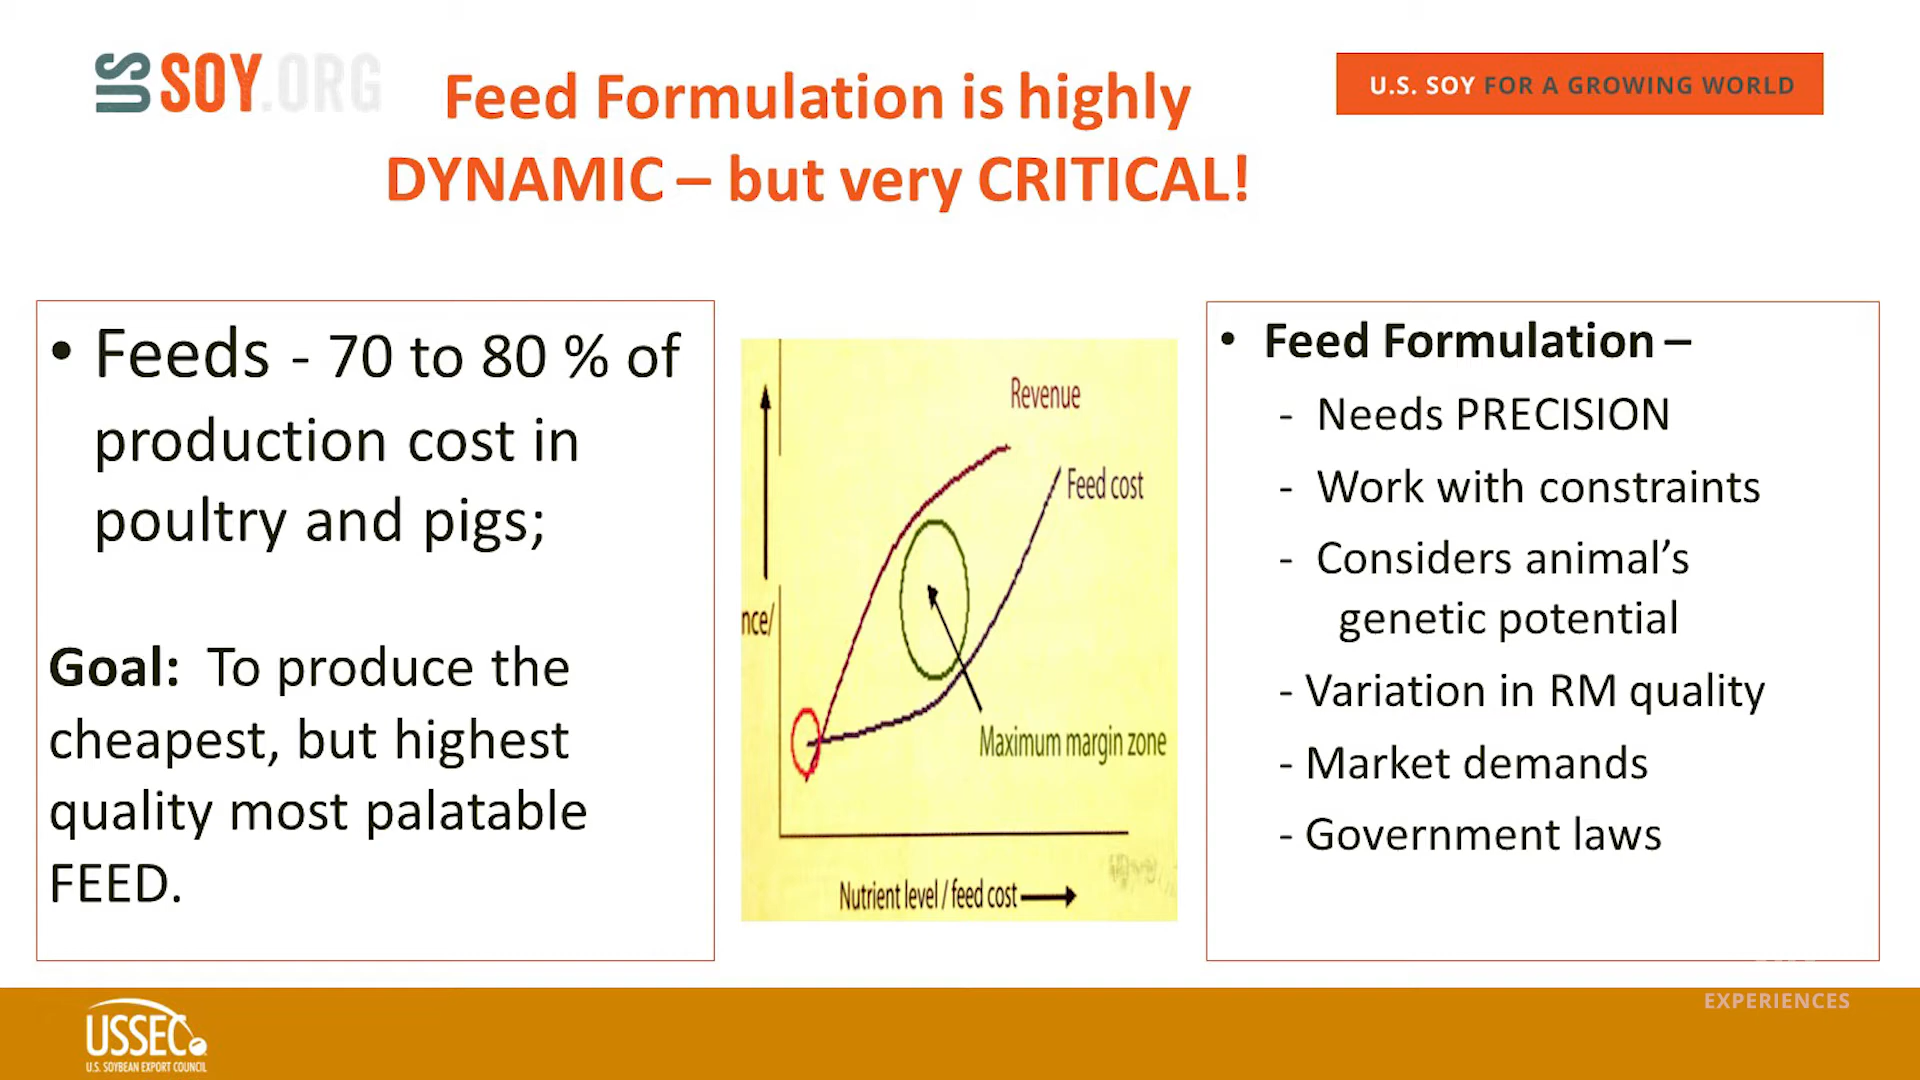 US SOY.ORG
U.S. SOY FOR A GROWING WORLD
Feed Formulation is highly
DYNAMIC – but very CRITICAL!
• Feeds - 70 to 80 % of
production cost in
poultry and pigs;
Goal: To produce the
cheapest, but highest
quality most palatable
FEED.
Revenue
Feed cost
nce/
Maximum margin zone
Nutrient level / feed cost
• Feed Formulation –
- Needs PRECISION
- Work with constraints
- Considers animal’s
genetic potential
- Variation in RM quality
- Market demands
- Government laws
EXPERIENCES
USSEC
U.S. SOYBEAN EXPORT COUNCIL